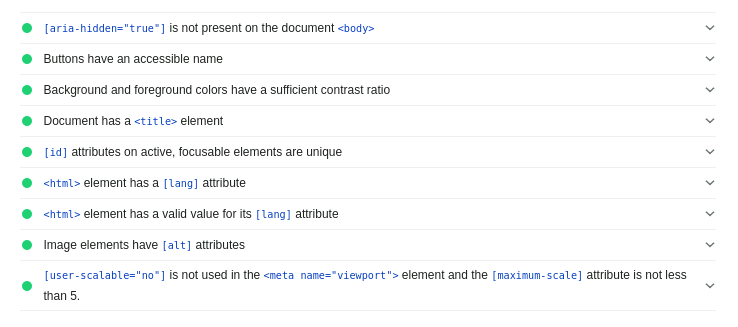 [aria-hidden="true"] is not present on the document <body>
Buttons have an accessible name
Background and foreground colors have a sufficient contrast ratio
Document has a <title> element
[id] attributes on active, focusable elements are unique
<html> element has a [lang] attribute
<html> element has a valid value for its [lang] attribute
Image elements have [alt] attributes
[user-scalable="no"] is not used in the <meta name="viewport"> element and the [maximum-scale] attribute is not less
than 5.